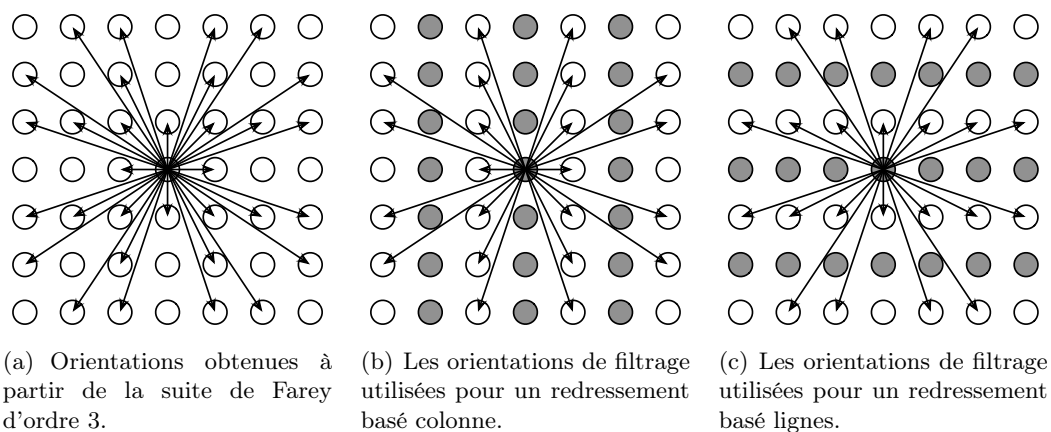 (a) Orientations obtenues à
partir de la suite de Farey
d'ordre 3.
(b) Les orientations de filtrage
utilisées pour un redressement
basé colonne.
(c) Les orientations de filtrage
utilisées pour un redressement
basé lignes.